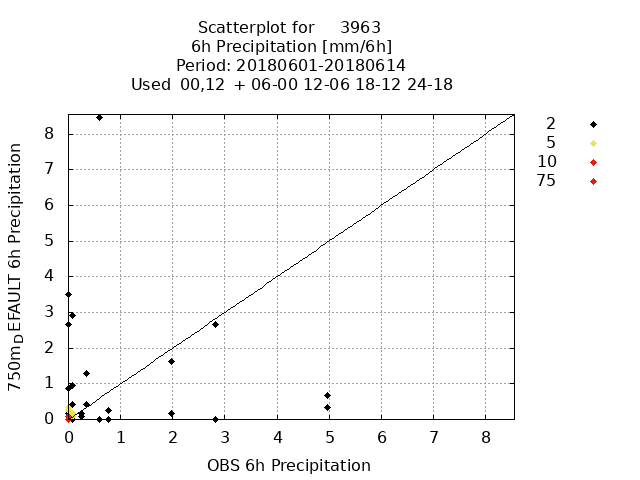 Scatterplot for 3963
6h Precipitation [mm/6h]
Period: 20180601-20180614
Used 00,12 + 06-00 12-06 18-12 24-18
2
5
10
75
750mDEFAULT 6h Precipitation
8
7
6
5
4
3
2
1
0
0 1 2 3 4 5 6 7 8
OBS 6h Precipitation